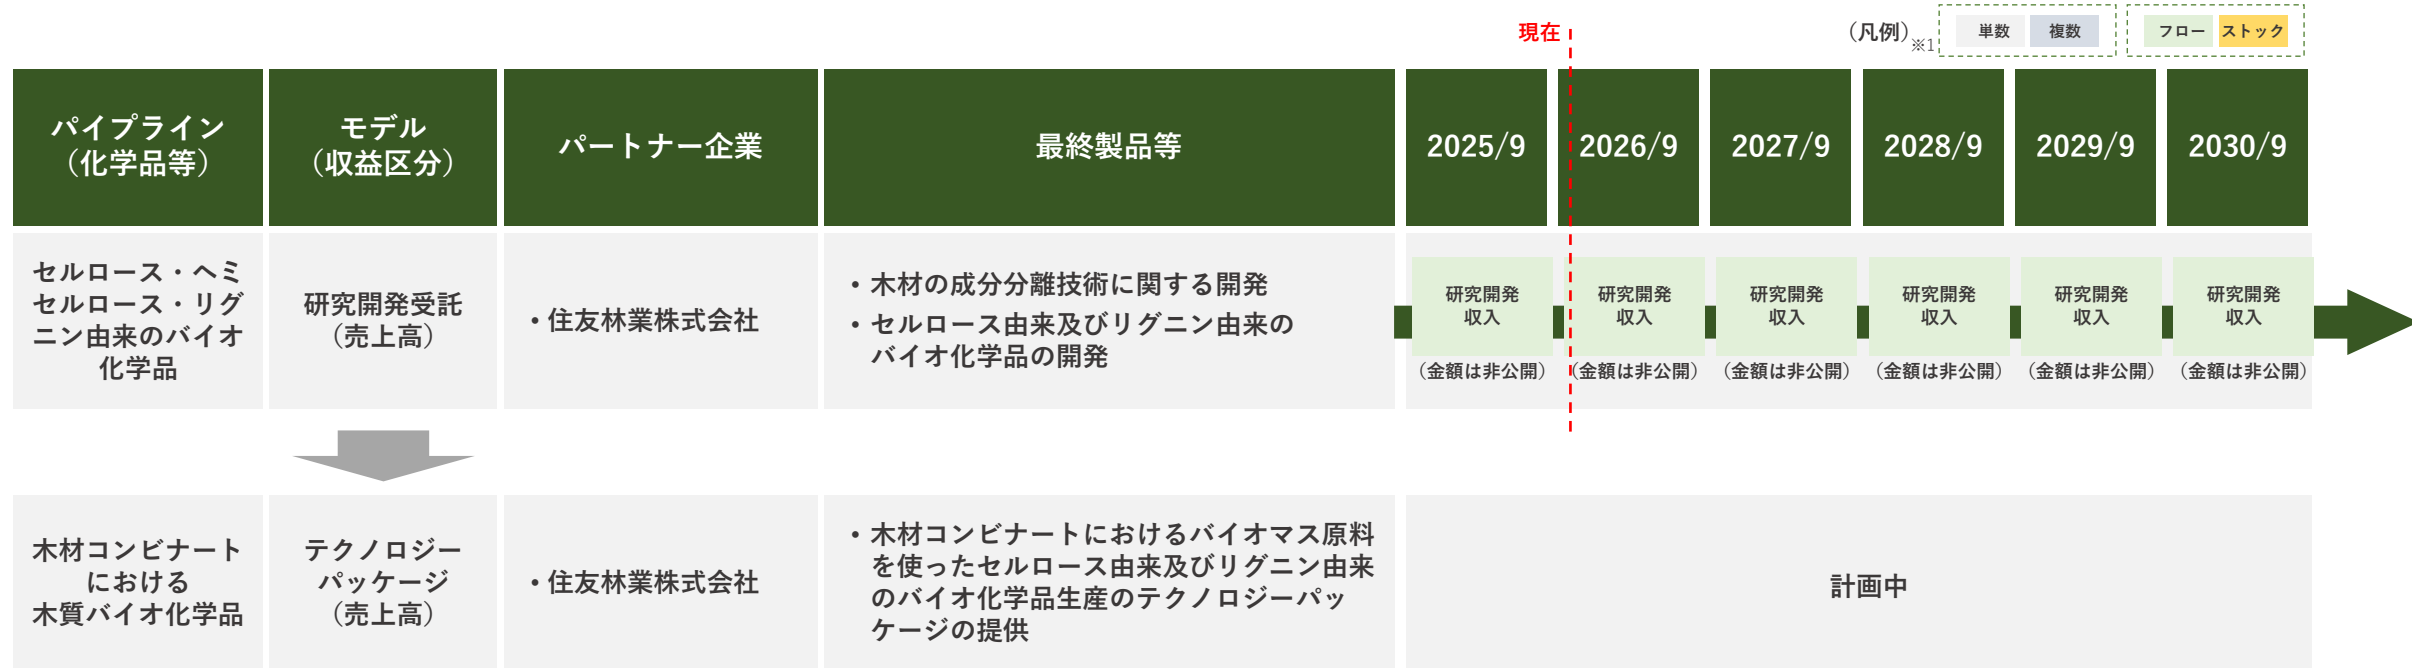 現在
（凡例）※1
単数
複数
フロー
ストック
パイプライン
（化学品等）
モデル
（収益区分）
パートナー企業
最終製品等
2025/9
2026/9
2027/9
2028/9
2029/9
2030/9
セルロース・ヘミ
セルロース・リグ
ニン由来のバイオ
化学品
研究開発受託
（売上高）
・住友林業株式会社
・木材の成分分離技術に関する開発
・セルロース由来及びリグニン由来の
バイオ化学品の開発
研究開発
収入
（金額は非公開）
研究開発
収入
（金額は非公開）
研究開発
収入
（金額は非公開）
研究開発
収入
（金額は非公開）
研究開発
収入
（金額は非公開）
研究開発
収入
（金額は非公開）
木材コンビナート
における
木質バイオ化学品
テクノロジー
パッケージ
（売上高）
・住友林業株式会社
・木材コンビナートにおけるバイオマス原料
を使ったセルロース由来及びリグニン由来
のバイオ化学品生産のテクノロジーパッ
ケージの提供
計画中